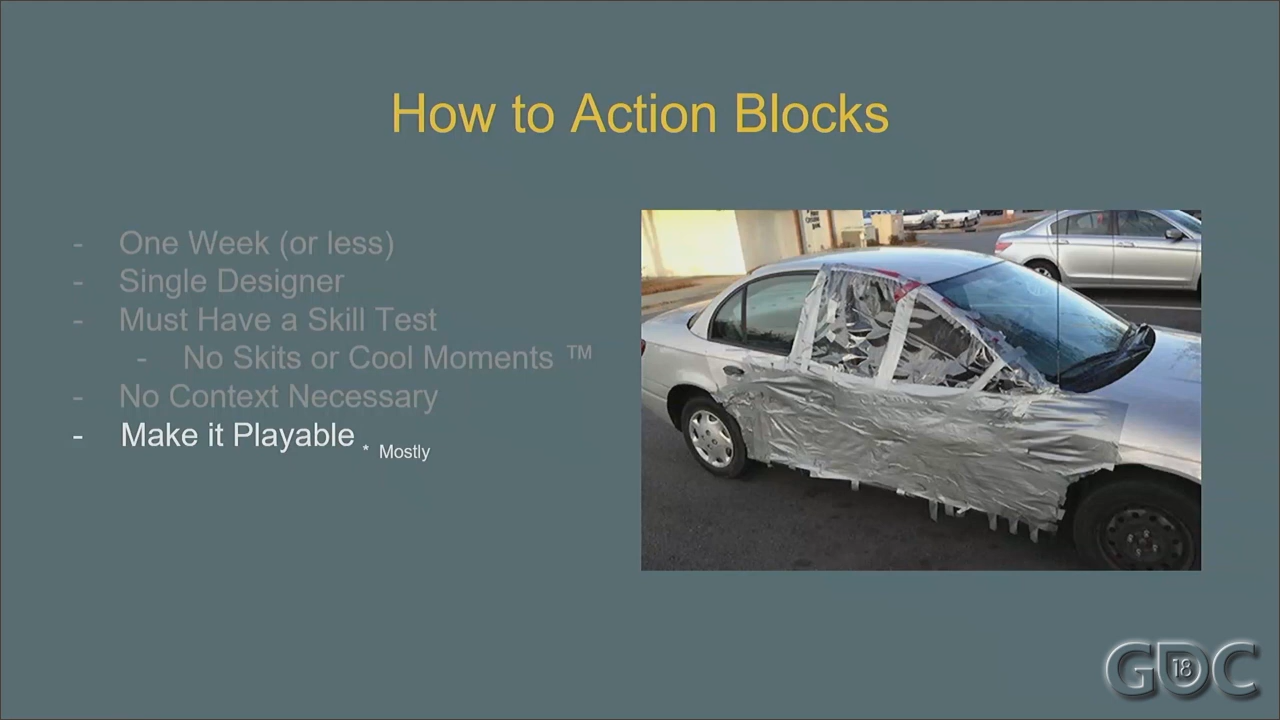 How to Action Blocks
- One Week (or less)
- Single Designer
- Must Have a Skill Test
- No Skits or Cool Moments ™
- No Context Necessary
- Make it Playable * Mostly
GDC 18